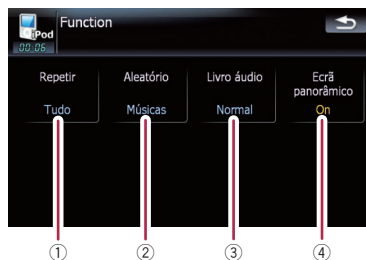 Function
iPod
00-06
Repetir
Aleatório
Livro áudio
Ecrã
panorâmico
Tudo
Músicas
Normal
On
① ② ③ ④